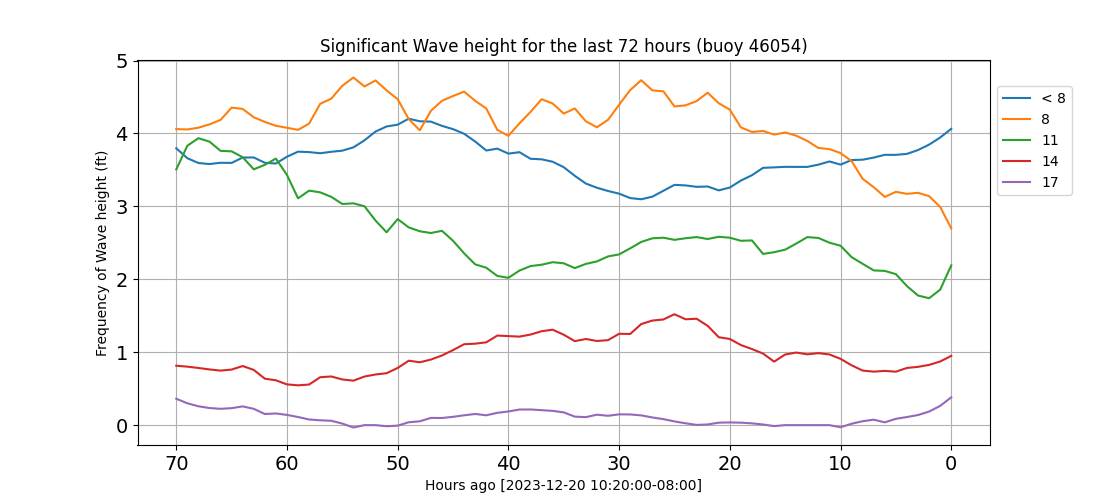 Significant Wave height for the last 72 hours (buoy 46054)
Frequency of Wave height (ft)
5
4
3
2
1
0
70 60 50 40 30 20 10 0
Hours ago [2023-12-20 10:20:00-08:00]
< 8
8
11
14
17